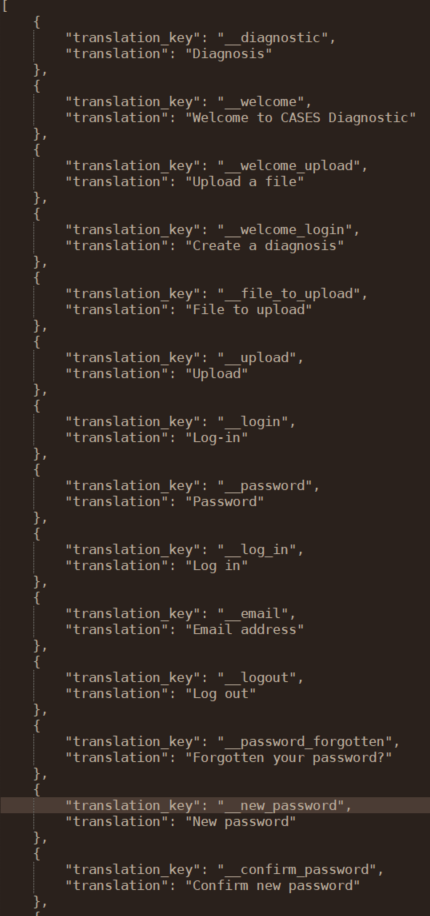 [
{
"translation_key": "__diagnostic",
"translation": "Diagnosis"
},
{
"translation_key": "__welcome",
"translation": "Welcome to CASES Diagnostic"
},
{
"translation_key": "__welcome_upload",
"translation": "Upload a file"
},
{
"translation_key": "__welcome_login",
"translation": "Create a diagnosis"
},
{
"translation_key": "__file_to_upload",
"translation": "File to upload"
},
{
"translation_key": "__upload",
"translation": "Upload"
},
{
"translation_key": "__login",
"translation": "Log-in"
},
{
"translation_key": "__password",
"translation": "Password"
},
{
"translation_key": "__log_in",
"translation": "Log in"
},
{
"translation_key": "__email",
"translation": "Email address"
},
{
"translation_key": "__logout",
"translation": "Log out"
},
{
"translation_key": "__password_forgotten",
"translation": "Forgotten your password?"
},
{
"translation_key": "__new_password",
"translation": "New password"
},
{
"translation_key": "__confirm_password",
"translation": "Confirm new password"
},
{